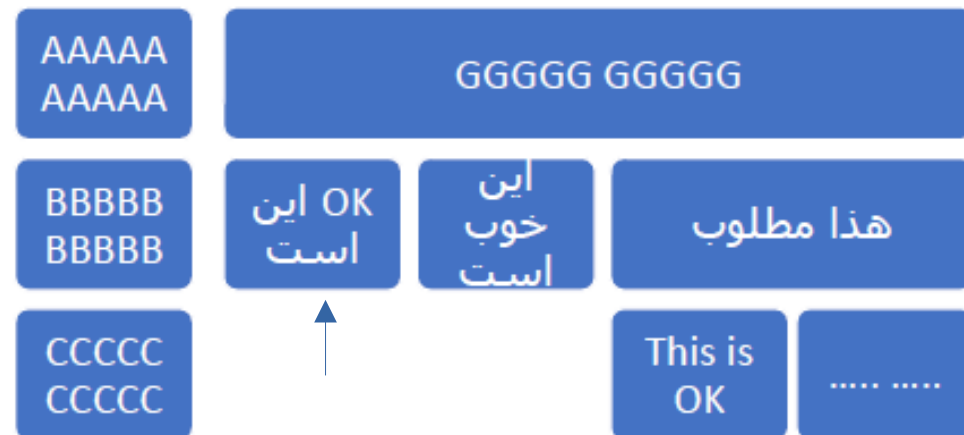 AAAAA
AAAAA
GGGGG GGGGG
BBBBB
BBBBB
این OK
است
این
خوب
است
هذا مطلوب
CCCCC
CCCCC
This is
OK
..... .....